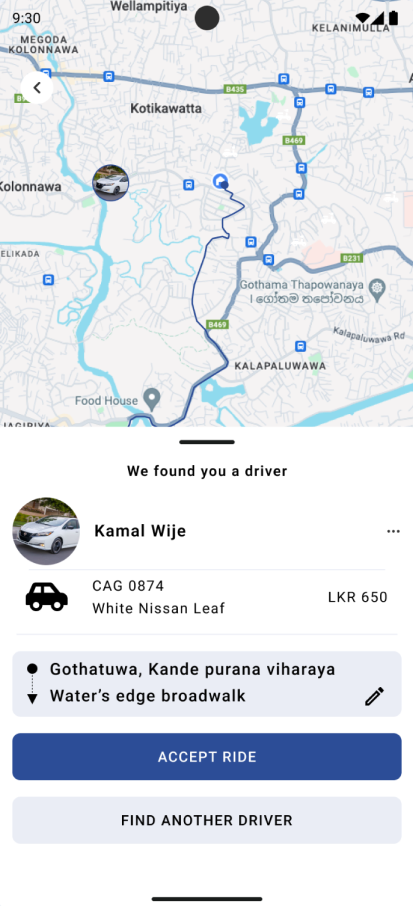 9:30
Wellampitiya
KELANIMULLA
MEGODA
KOLONNAWA
B435
Kotikawatta
B469
Kolonnawa
ELIKADA
B231
Gothama Thapowanaya
| ගෝතම තපෝවනය
B469
Kalapaluwawa Rd
KALAPALUWAWA
Food House
JAGIRIYA
We found you a driver
Kamal Wije
CAG 0874
White Nissan Leaf
LKR 650
Gothatuwa, Kande purana viharaya
Water’s edge broadwalk
ACCEPT RIDE
FIND ANOTHER DRIVER